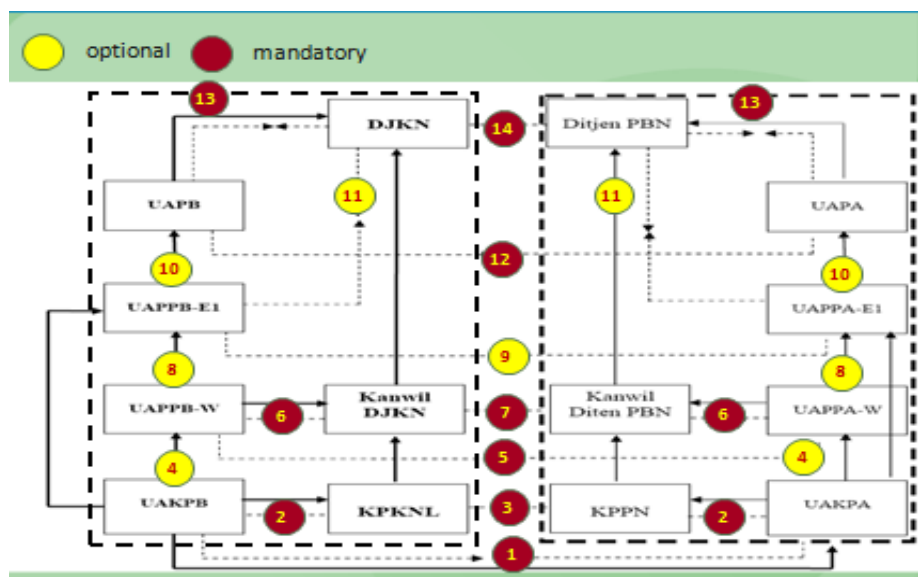 optional
mandatory
13
13
DJKN
14
Ditjen PBN
11
11
UAPB
UAPA
12
10
10
UAPPB-E1
UAPPA-E1
9
8
8
UAPPB-W
6
Kanwil
DJKN
7
Kanwil
Diten PBN
6
UAPPA-W
5
4
4
UAKPB
2
KPKNL
3
KPPN
2
UAKPA
1